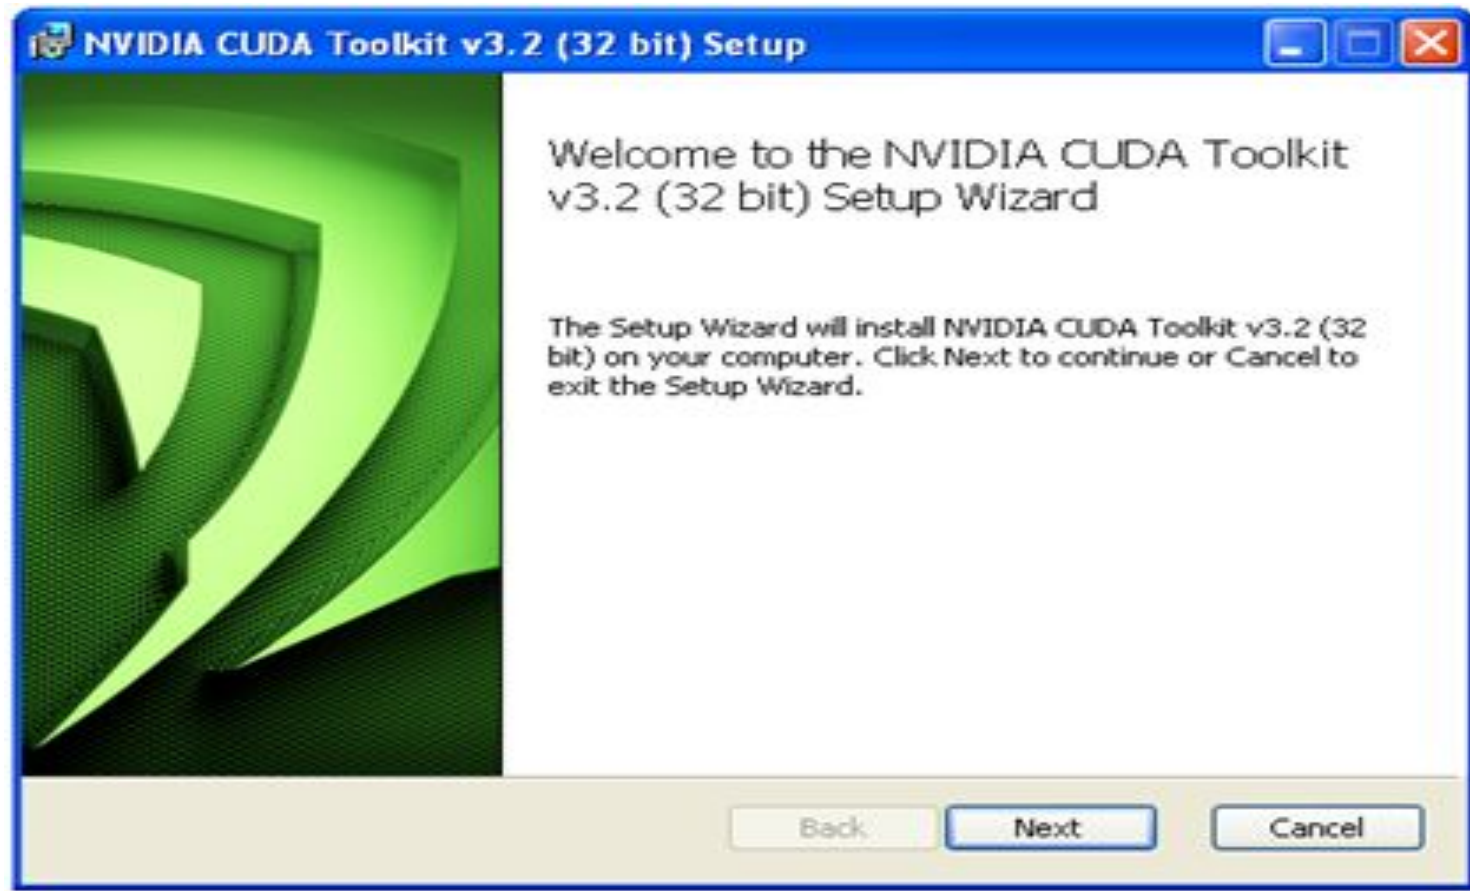 NVIDIA CUDA Toolkit v3.2 (32 bit) Setup
Welcome to the NVIDIA CUDA Toolkit
v3.2 (32 bit) Setup Wizard
The Setup Wizard will install NVIDIA CUDA Toolkit v3.2 (32
bit) on your computer. Click Next to continue or Cancel to
exit the Setup Wizard.
Back Next Cancel